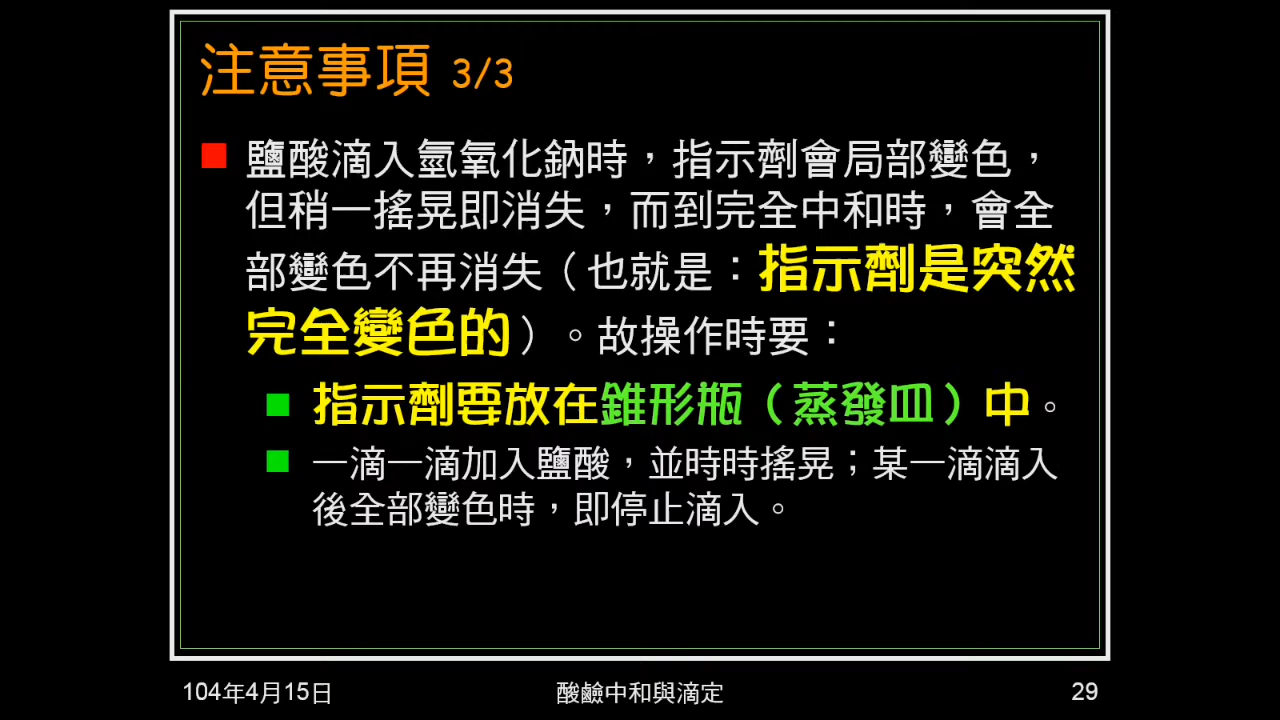 注意事項 3/3
鹽酸滴入氫氧化鈉時，指示劑會局部變色，
但稍一搖晃即消失，而到完全中和時，會全
部變色不再消失（也就是：指示劑是突然
完全變色的）。故操作時要：
指示劑要放在錐形瓶（蒸發皿）中。
一滴一滴加入鹽酸，並時時搖晃；某一滴滴入
後全部變色時，即停止滴入。
104年4月15日
酸鹼中和與滴定
29